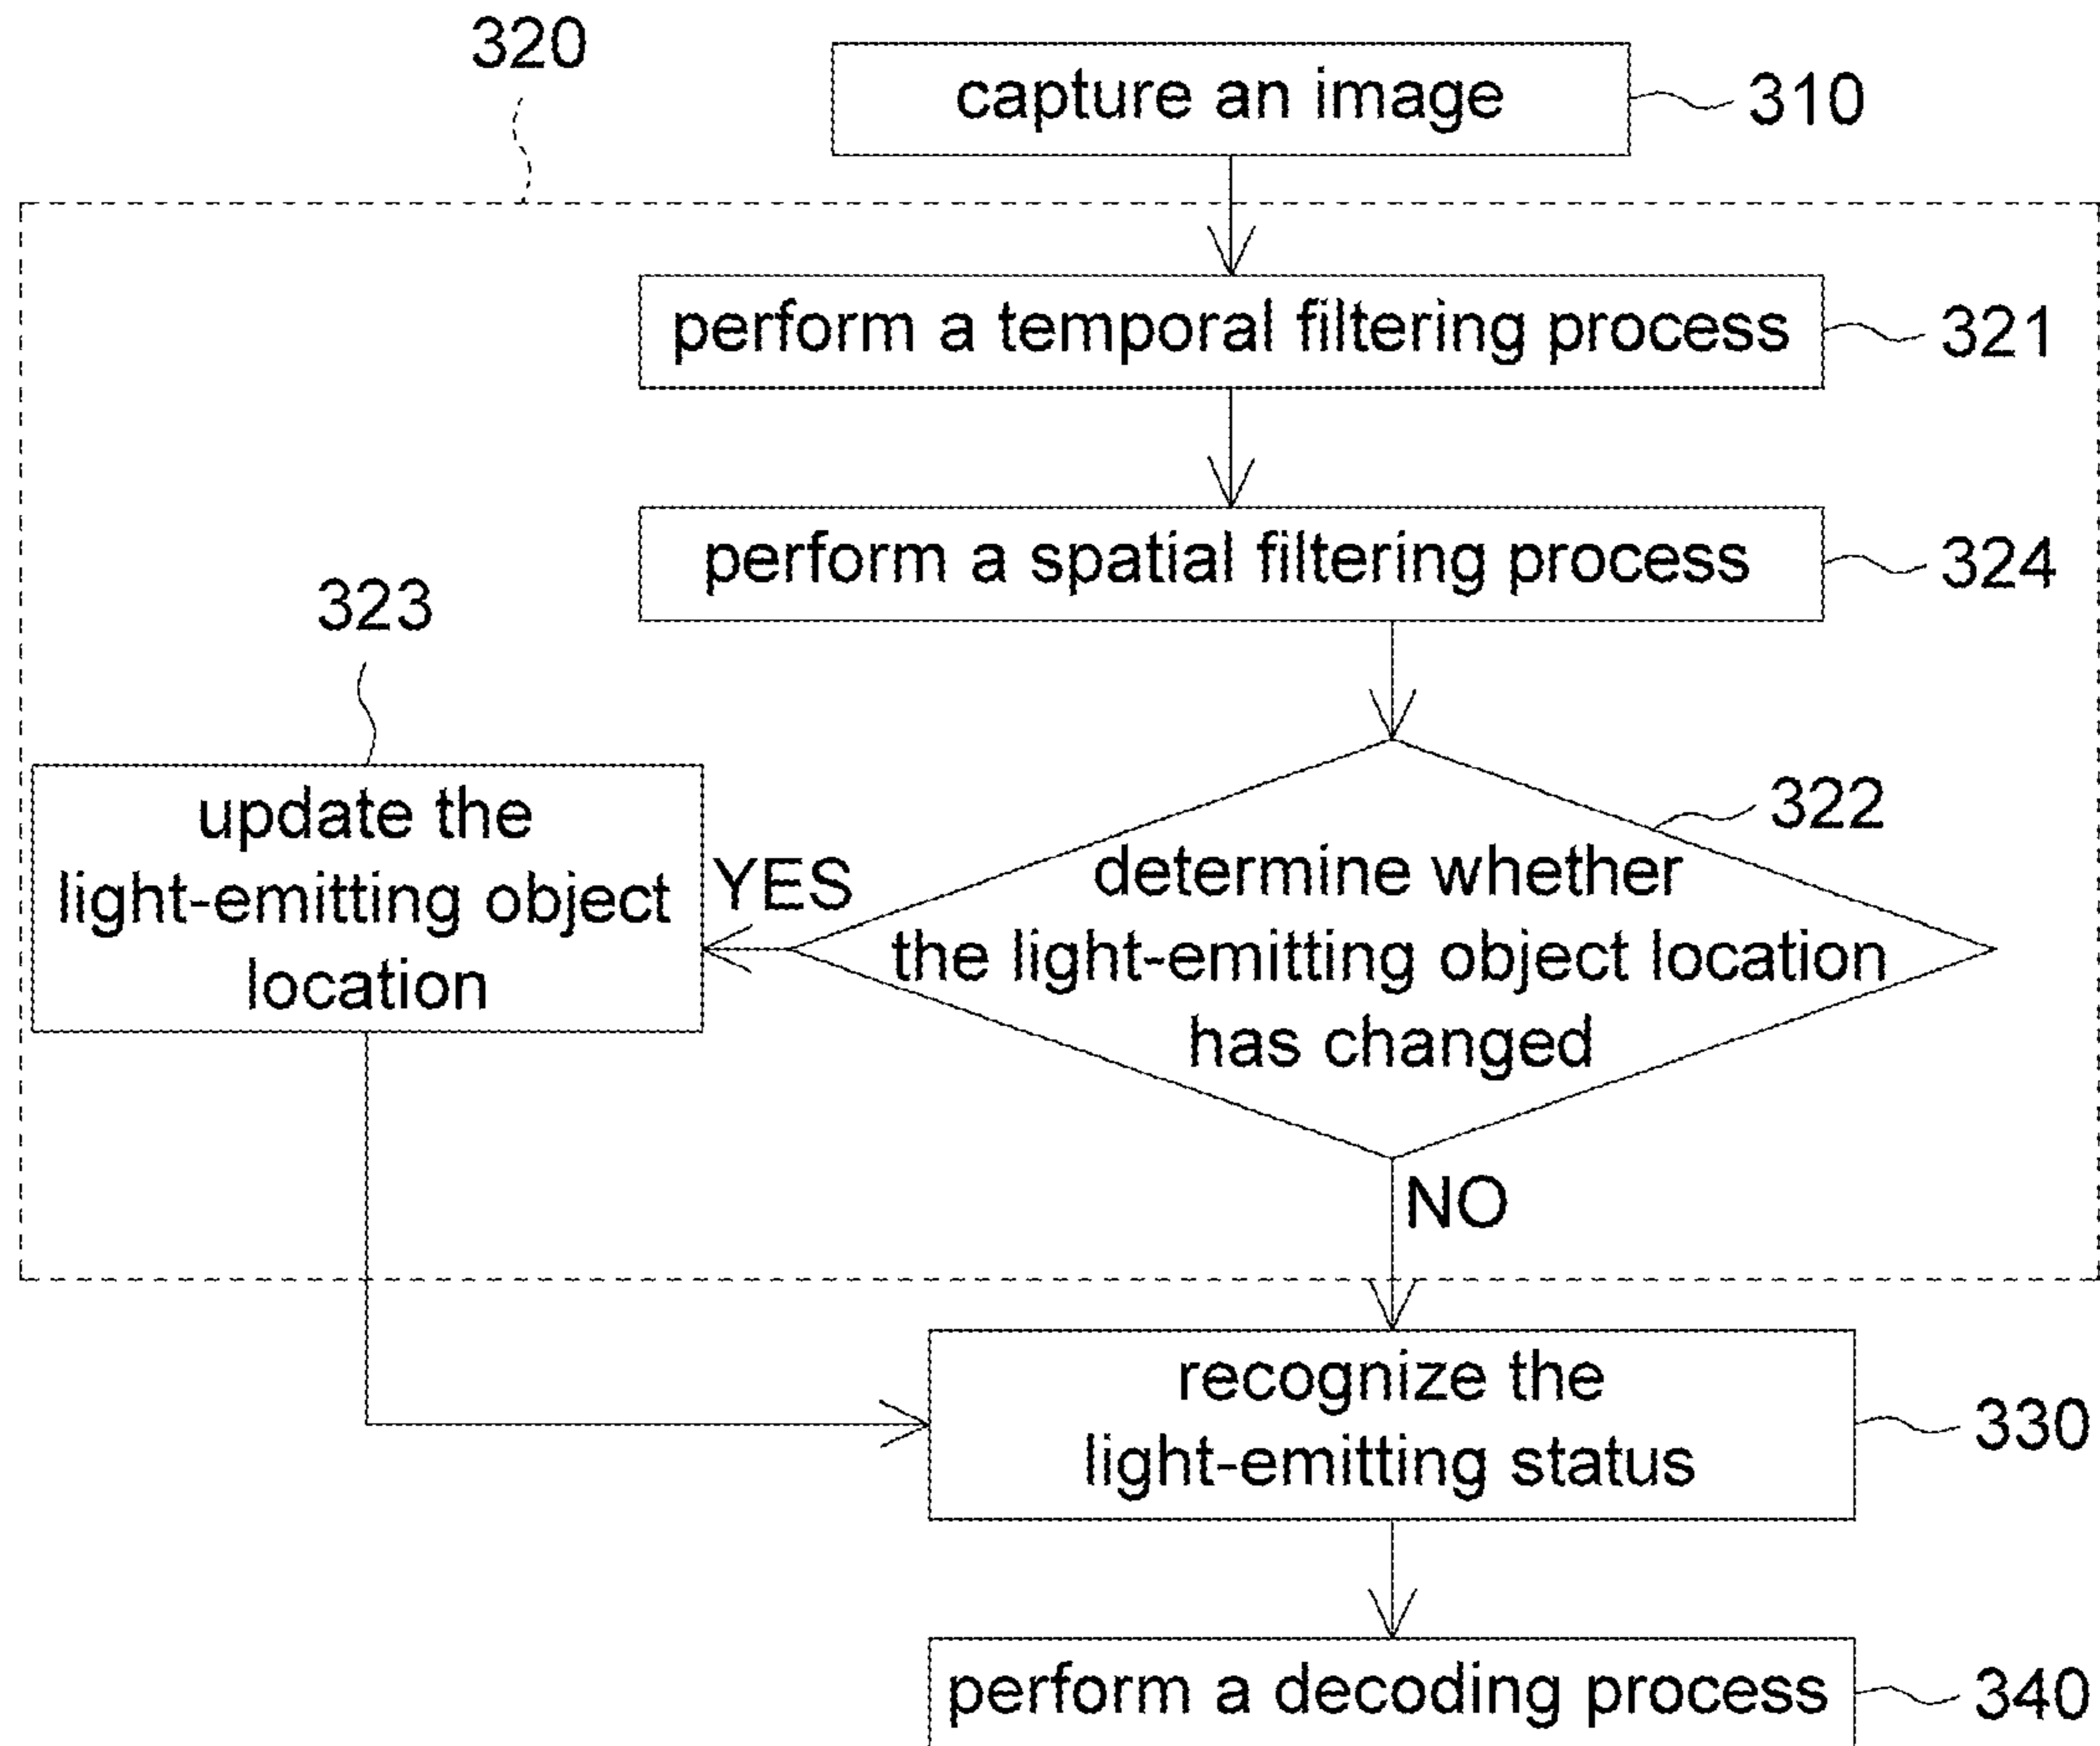 320
capture an image
310
perform a temporal filtering process
321
perform a spatial filtering process
324
323
update the
light-emitting object
location
YES
322
determine whether
the light-emitting object location
has changed
NO
recognize the
light-emitting status
330
perform a decoding process
340